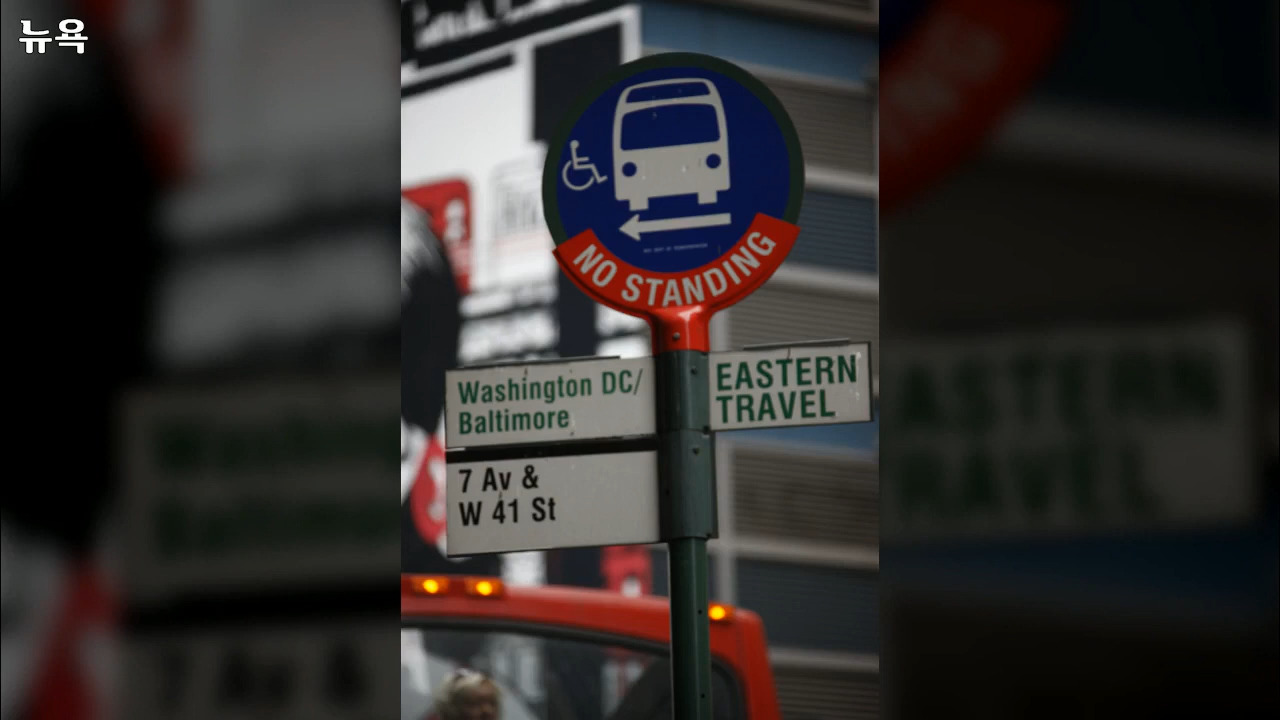 뉴욕
NO STANDING
Washington DC/
Baltimore
EASTERN
TRAVEL
7 Av &
W 41 St